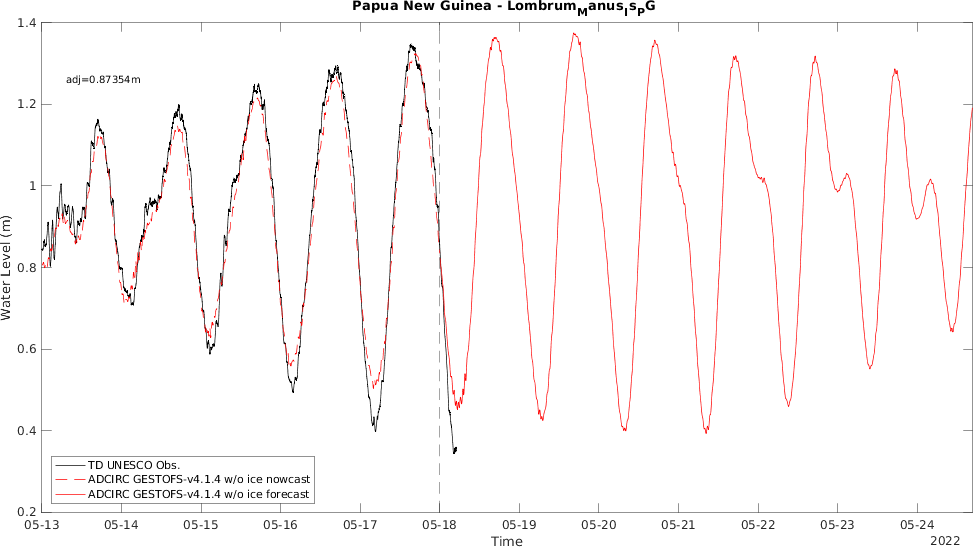 Papua New Guinea - LombrumManusIsPG
adj=0.87354m
1.4
1.2
1
0.8
0.6
0.4
0.2
Water Level (m)
TD UNESCO Obs.
ADCIRC GESTOFS-v4.1.4 w/o ice nowcast
ADCIRC GESTOFS-v4.1.4 w/o ice forecast
05-13 05-14 05-15 05-16 05-17 05-18 05-19 05-20 05-21 05-22 05-23 05-24
Time
2022